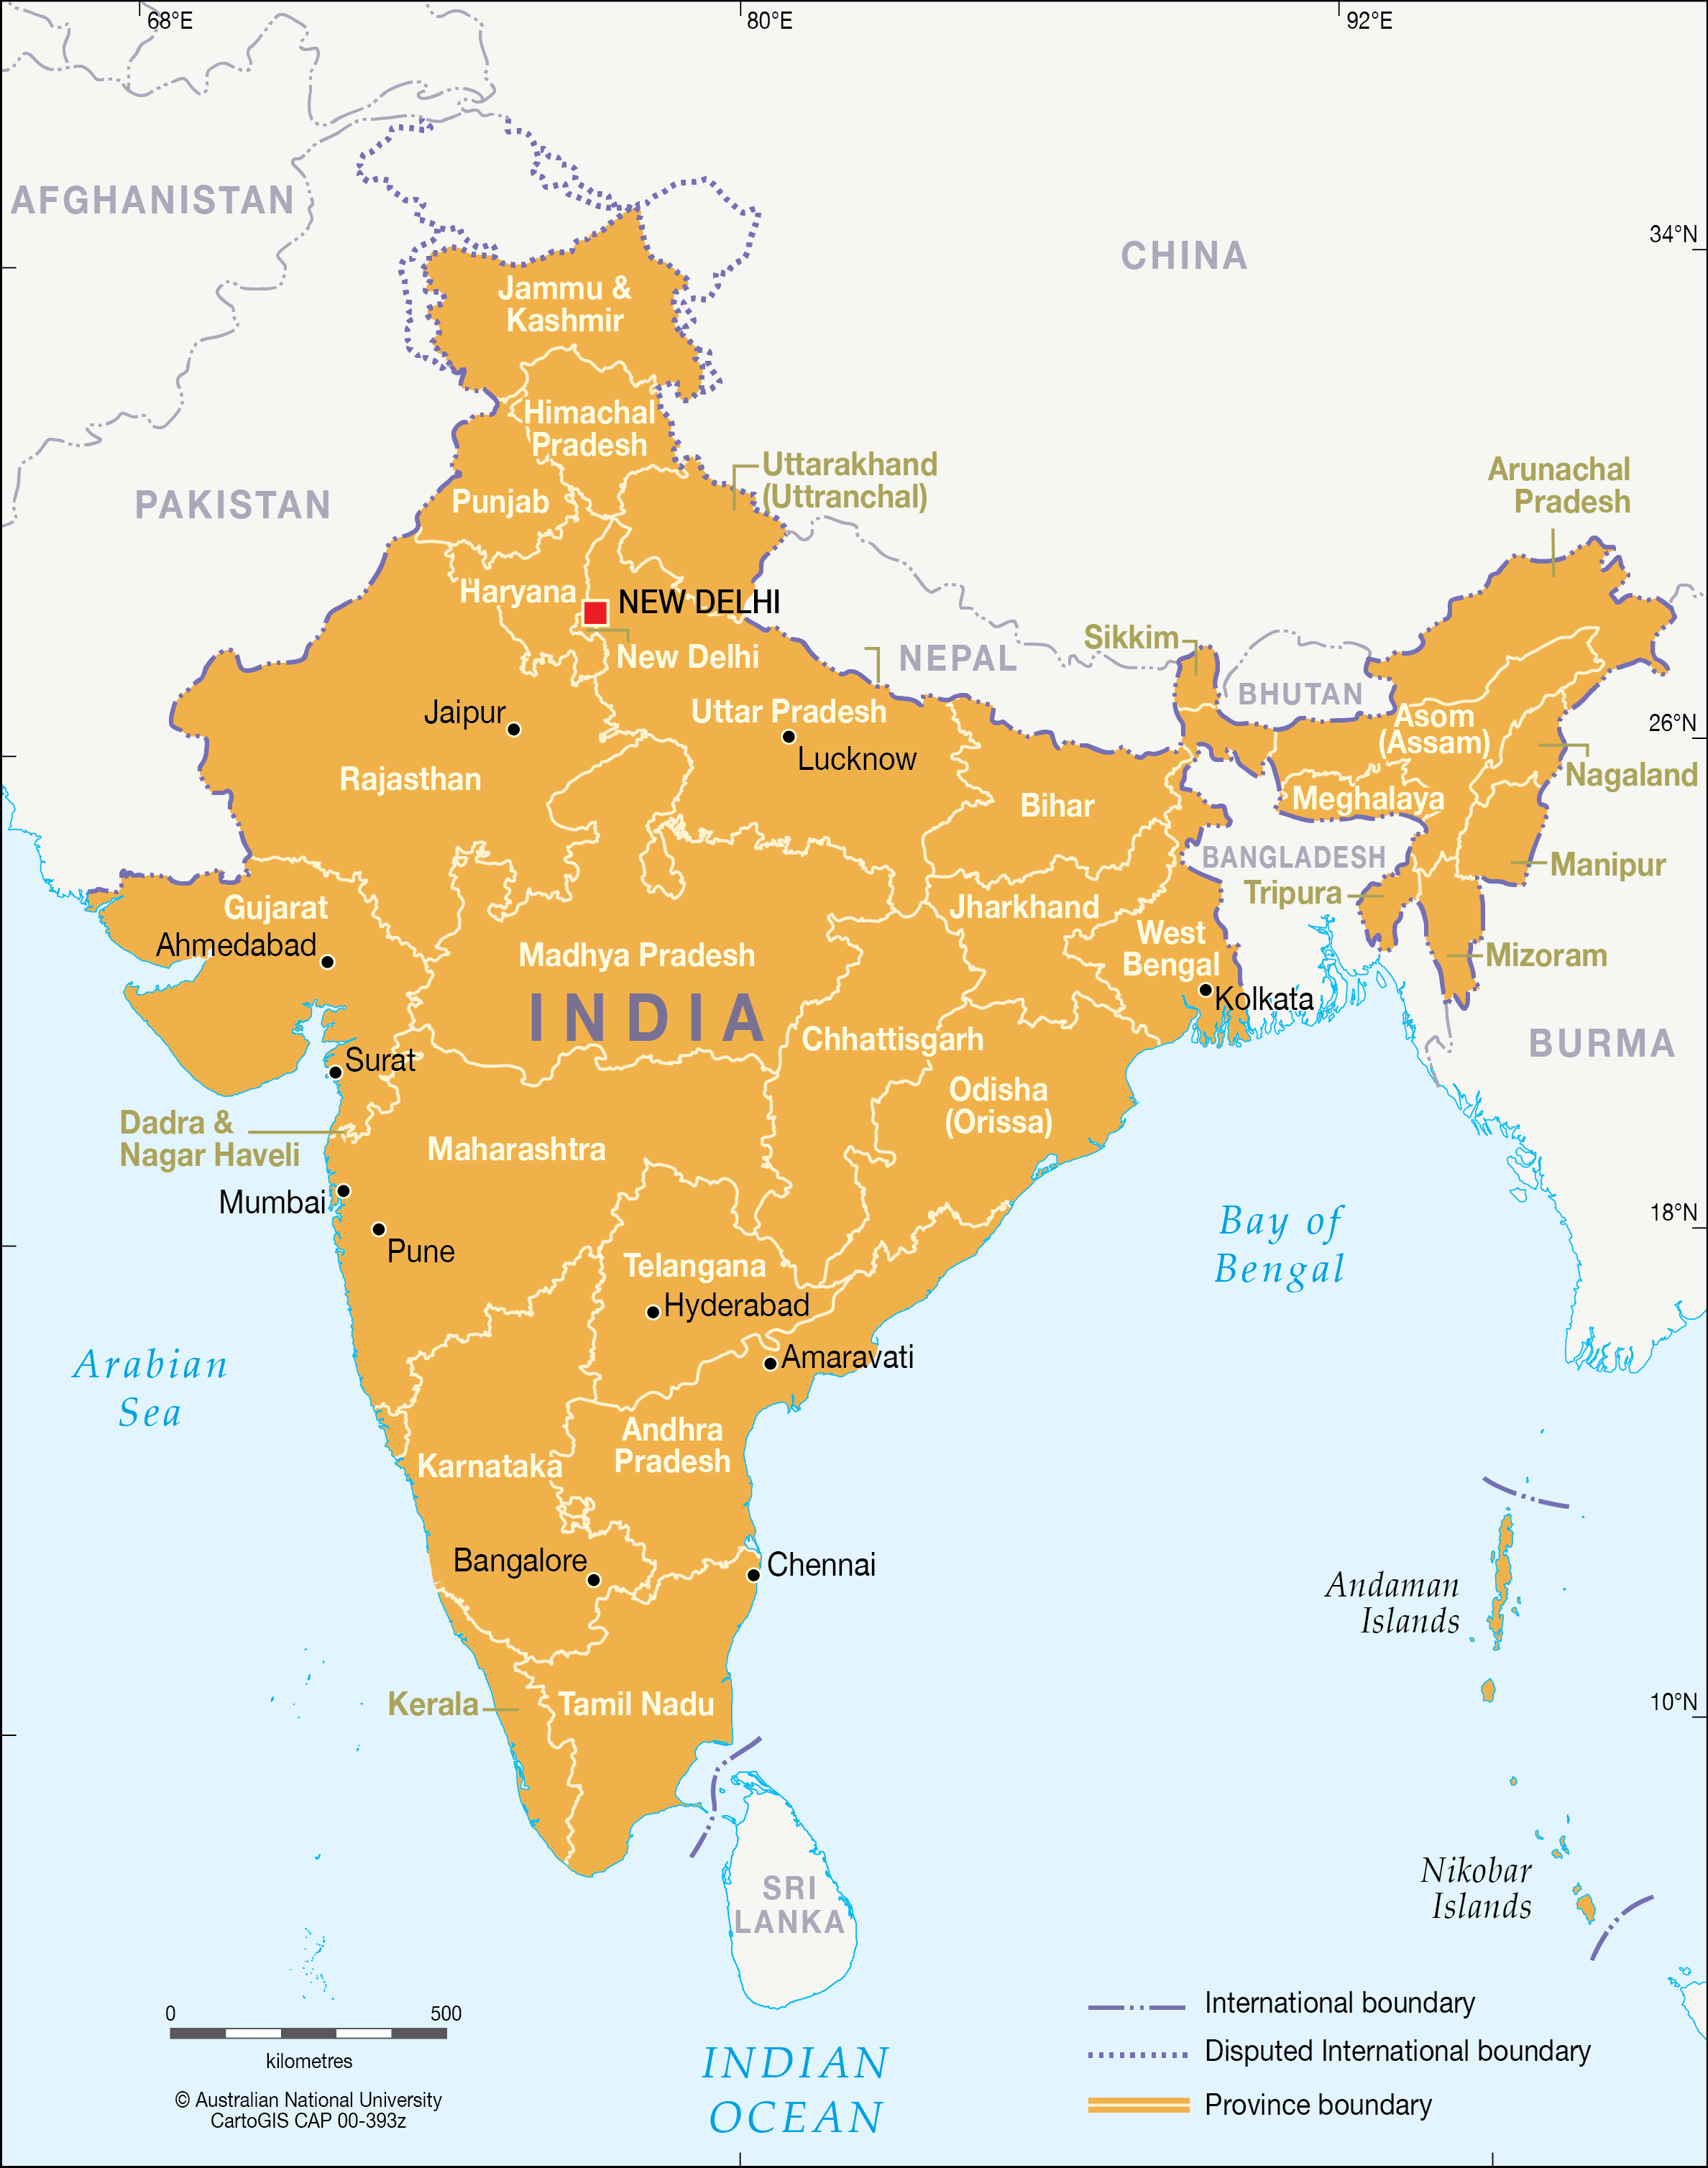 68°E
80°E
92°E
AFGHANISTAN
34°N
CHINA
Jammu &
Kashmir
Himachal
Pradesh
Uttarakhand
(Uttranchal)
Arunachal
Pradesh
PAKISTAN
Punjab
Haryana
NEW DELHI
Sikkim
New Delhi
NEPAL
BHUTAN
Jaipur
Uttar Pradesh
Asom
(Assam)
26°N
Lucknow
Nagaland
Rajasthan
Bihar
Meghalaya
BANGLADESH
Manipur
Tripura
Gujarat
Jharkhand
Ahmedabad
Madhya Pradesh
West
Bengal
Mizoram
INDIA
Kolkata
Chhattisgarh
BURMA
Surat
Odisha
(Orissa)
Dadra &
Nagar Haveli
Maharashtra
Mumbai
18°N
Bay of
Bengal
Pune
Telangana
Hyderabad
Arabian
Sea
Amaravati
Andhra
Pradesh
Karnataka
Bangalore
Chennai
Andaman
Islands
Kerala
Tamil Nadu
10°N
Nikobar
Islands
SRI
LANKA
0
500
kilometres
© Australian National University
CartoGIS CAP 00-393z
INDIAN
OCEAN
International boundary
Disputed International boundary
Province boundary